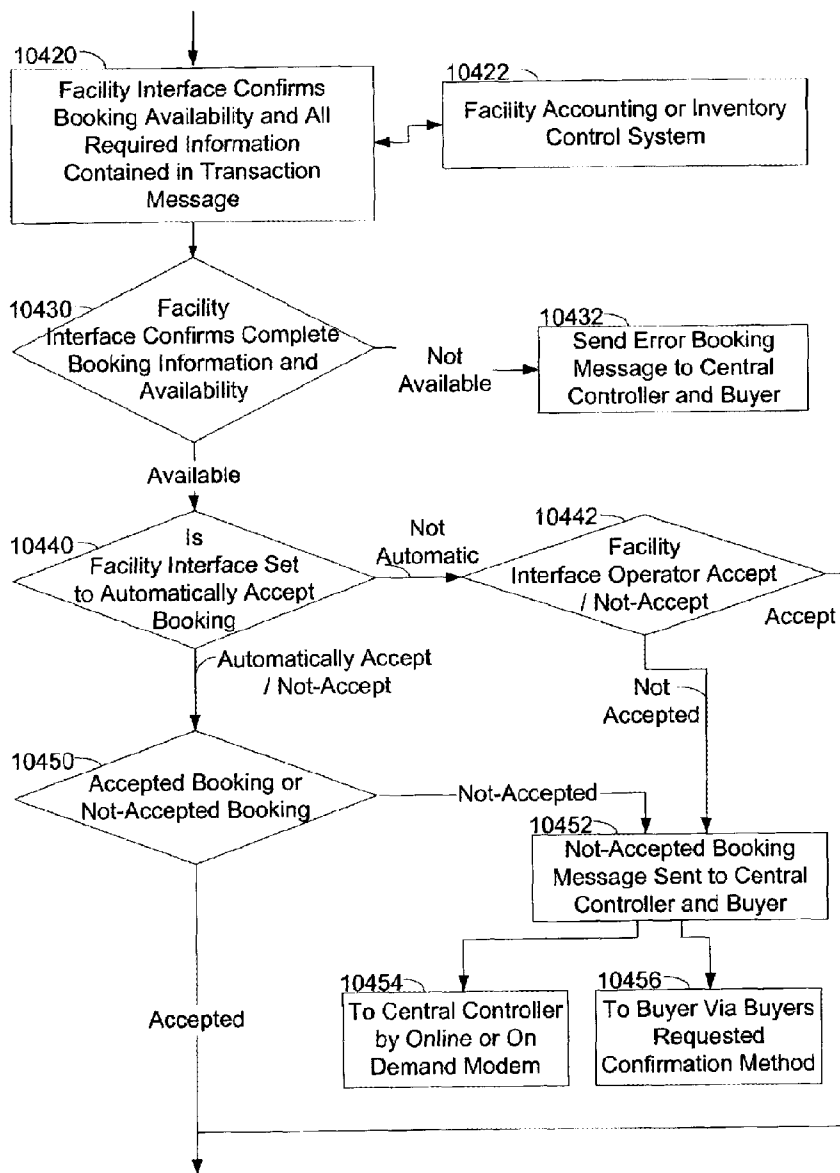 10420
Facility Interface Confirms
Booking Availability and All
Required Information
Contained in Transaction
Message
10422
Facility Accounting or Inventory
Control System
10430
Facility
Interface Confirms Complete
Booking Information and
Availability
Not
Available
10432
Send Error Booking
Message to Central
Controller and Buyer
Available
10440
Is
Facility Interface Set
to Automatically Accept
Booking
Not
Automatic
10442
Facility
Interface Operator Accept
/ Not-Accept
Accept
Automatically Accept
/ Not-Accept
Not
Accepted
10450
Accepted Booking or
Not-Accepted Booking
Not-Accepted
10452
Not-Accepted Booking
Message Sent to Central
Controller and Buyer
10454
To Central Controller
by Online or On
Demand Modem
10456
To Buyer Via Buyers
Requested
Confirmation Method
Accepted